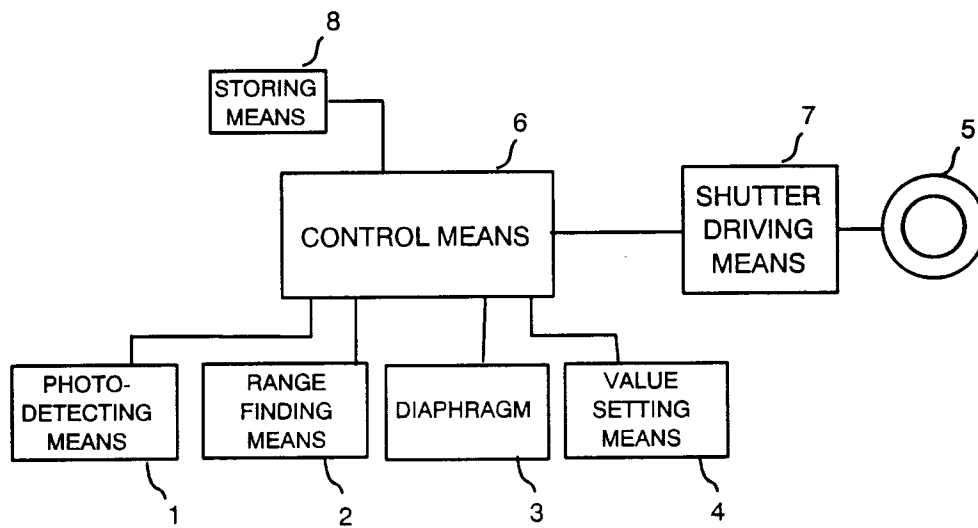 8
STORING
MEANS
6
CONTROL MEANS
7
SHUTTER
DRIVING
MEANS
5
PHOTO-
DETECTING
MEANS
RANGE
FINDING
MEANS
DIAPHRAGM
VALUE
SETTING
MEANS
1
2
3
4